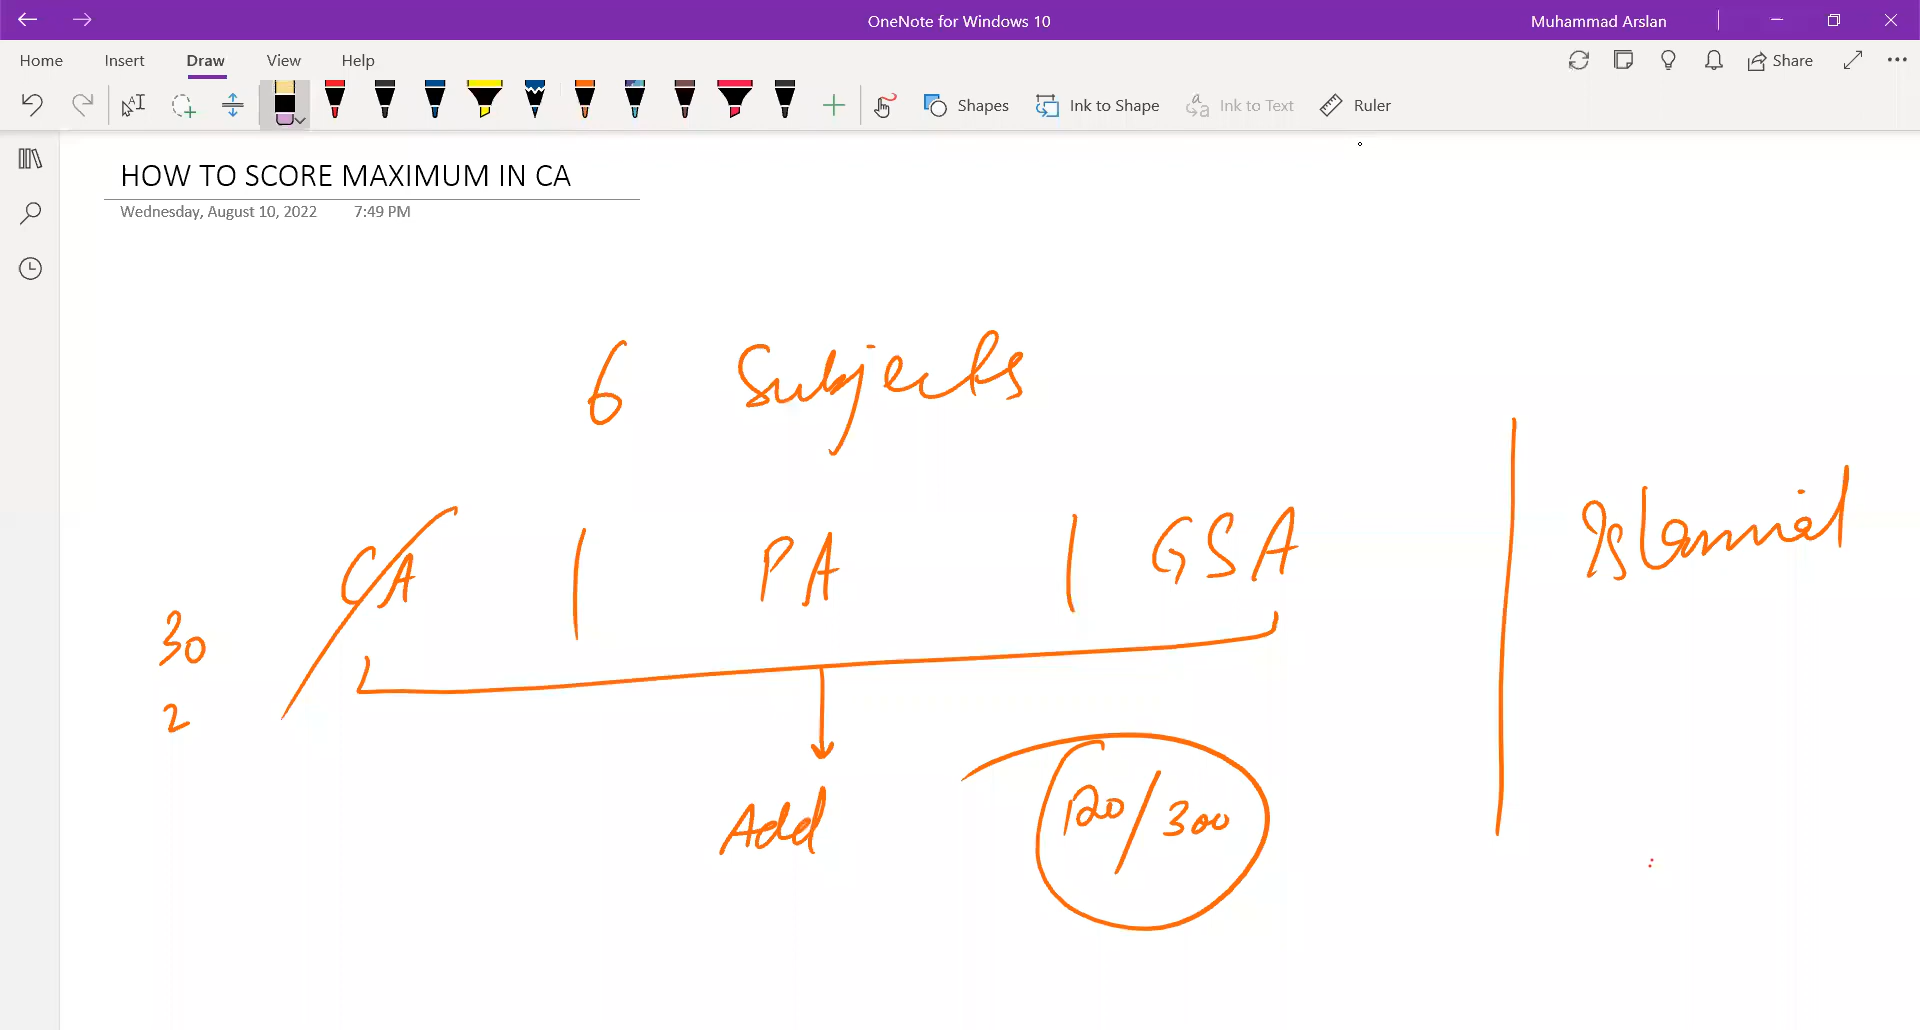 OneNote for Windows 10
Muhammad Arslan
Home Insert Draw View Help
Share
Shapes Ink to Shape Ink to Text Ruler
HOW TO SCORE MAXIMUM IN CA
Wednesday, August 10, 2022 7:49 PM
6 Subjects
CA | PA | GSA
30
2
Add
120/300